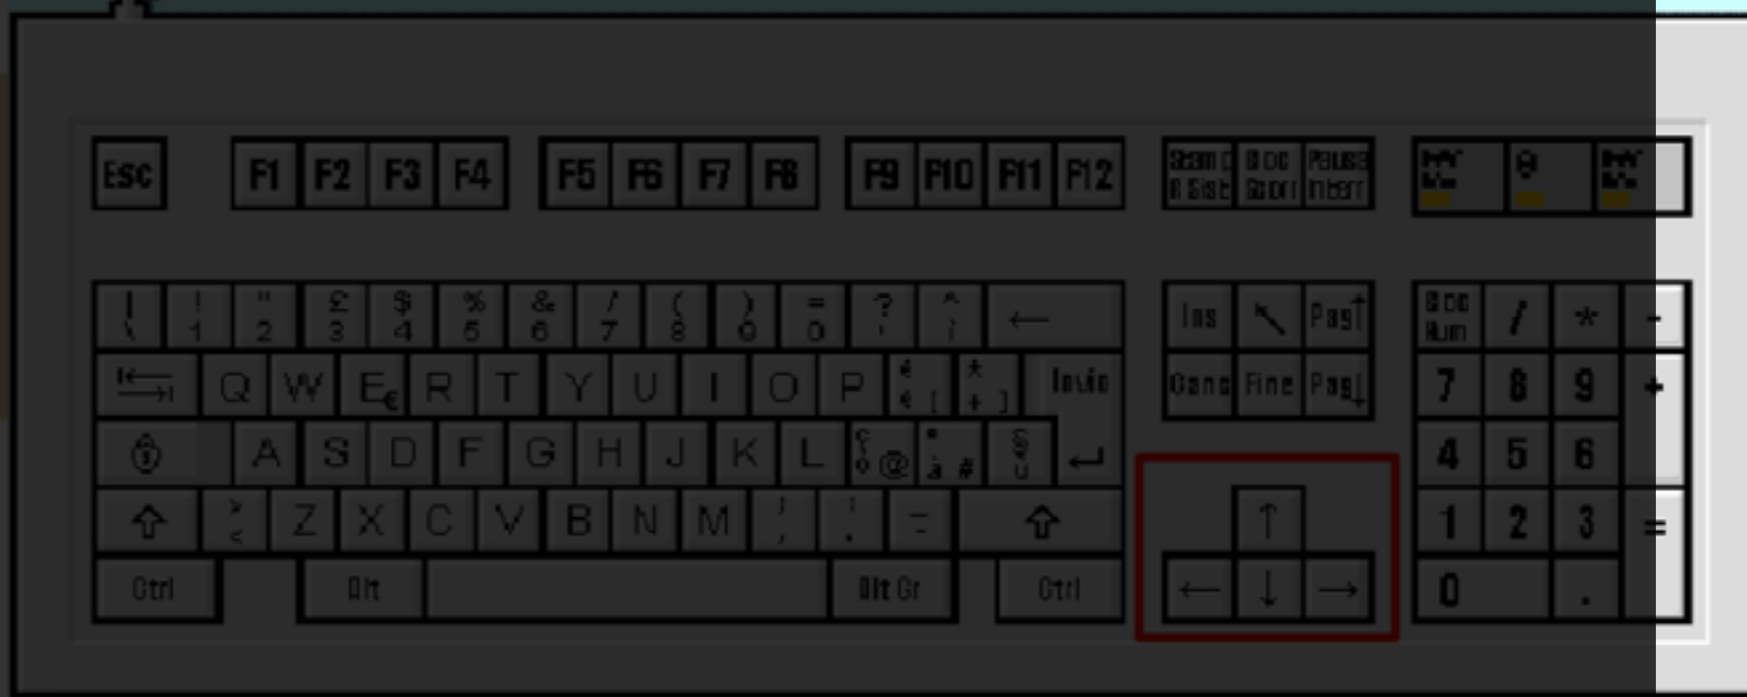 Esc F1 F2 F3 F4 F5 F6 F7 F8 F9 F10 F11 F12 Stamp Bloc Pausa
R Sist Scorr Interr
| ! " £ $ % & / ( ) = ? ^ ← Ins ↖ Pag↑ Bloc / * -
\ 1 2 3 4 5 6 7 8 9 0 ' ì Num
Q W E € R T Y U I O P é * Invio Canc Fine Pag↓ 7 8 9 +
è [ + ]
A S D F G H J K L ç ° § ↵ 4 5 6
ò @ à # ù
⇧ > Z X C V B N M ; : – ⇧ ↑ 1 2 3 =
< , . -
Ctrl Alt Alt Gr Ctrl ← ↓ → 0 .